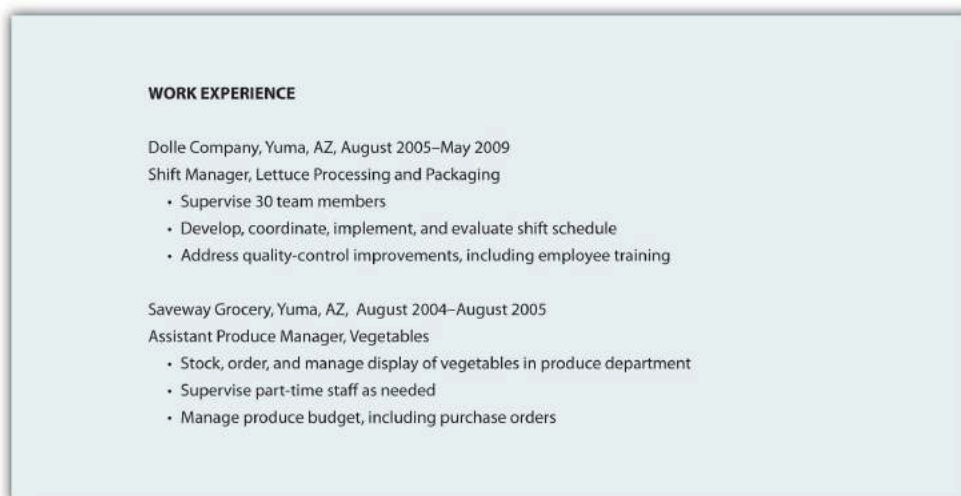 WORK EXPERIENCE
Dolle Company, Yuma, AZ, August 2005–May 2009
Shift Manager, Lettuce Processing and Packaging
• Supervise 30 team members
• Develop, coordinate, implement, and evaluate shift schedule
• Address quality-control improvements, including employee training
Saveway Grocery, Yuma, AZ, August 2004–August 2005
Assistant Produce Manager, Vegetables
• Stock, order, and manage display of vegetables in produce department
• Supervise part-time staff as needed
• Manage produce budget, including purchase orders